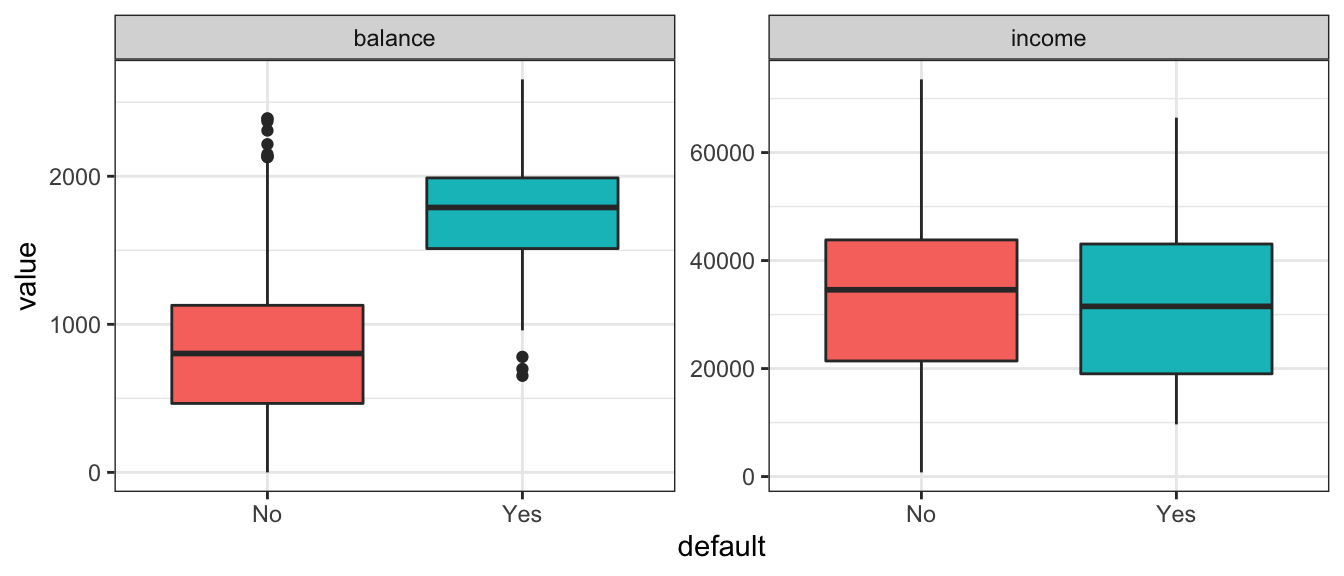 balance
income
value
2000
1000
0
60000
40000
20000
0
No
Yes
No
Yes
default